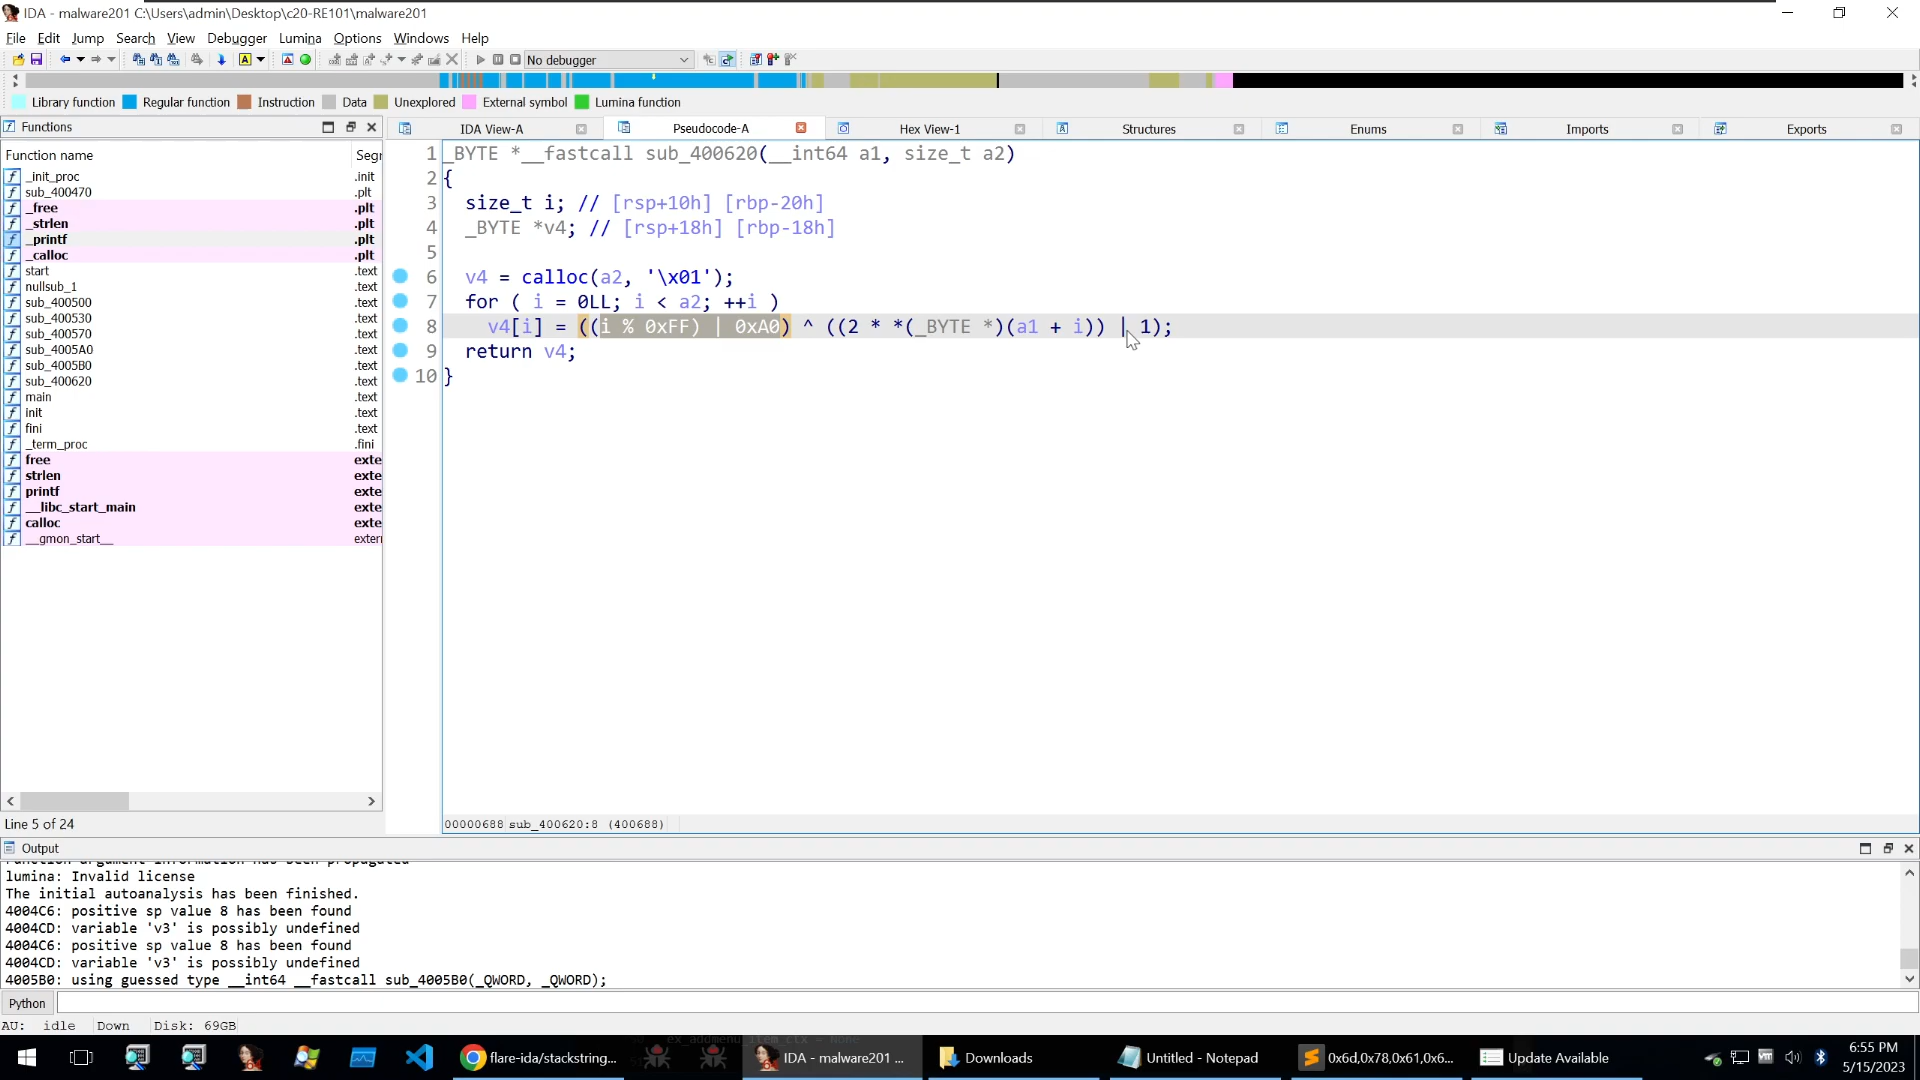 IDA - malware201 C:\Users\admin\Desktop\c20-RE101\malware201
File Edit Jump Search View Debugger Lumina Options Windows Help
No debugger
Library function Regular function Instruction Data Unexplored External symbol Lumina function
Functions
IDA View-A Pseudocode-A Hex View-1 Structures Enums Imports Exports
Function name Segr
_init_proc .init
sub_400470 .plt
_free .plt
_strlen .plt
_printf .plt
_calloc .plt
start .text
nullsub_1 .text
sub_400500 .text
sub_400530 .text
sub_400570 .text
sub_4005A0 .text
sub_4005B0 .text
sub_400620 .text
main .text
init .text
fini .text
_term_proc .fini
free exte
strlen exte
printf exte
__libc_start_main exte
calloc exte
__gmon_start__ extern
Line 5 of 24
1 _BYTE *__fastcall sub_400620(__int64 a1, size_t a2)
2 {
3 size_t i; // [rsp+10h] [rbp-20h]
4 _BYTE *v4; // [rsp+18h] [rbp-18h]
5
6 v4 = calloc(a2, '\x01');
7 for ( i = 0LL; i < a2; ++i )
8 v4[i] = ((i % 0xFF) | 0xA0) ^ ((2 * *(_BYTE *)(a1 + i)) | 1);
9 return v4;
10 }
00000688 sub_400620:8 (400688)
Output
Function argument information has been propagated
lumina: Invalid license
The initial autoanalysis has been finished.
4004C6: positive sp value 8 has been found
4004CD: variable 'v3' is possibly undefined
4004C6: positive sp value 8 has been found
4004CD: variable 'v3' is possibly undefined
4005B0: using guessed type __int64 __fastcall sub_4005B0(_QWORD, _QWORD);
Python
AU: idle Down Disk: 69GB
flare-ida/stackstring... IDA - malware201 ... Downloads Untitled - Notepad 0x6d,0x78,0x61,0x6... Update Available
6:55 PM
5/15/2023